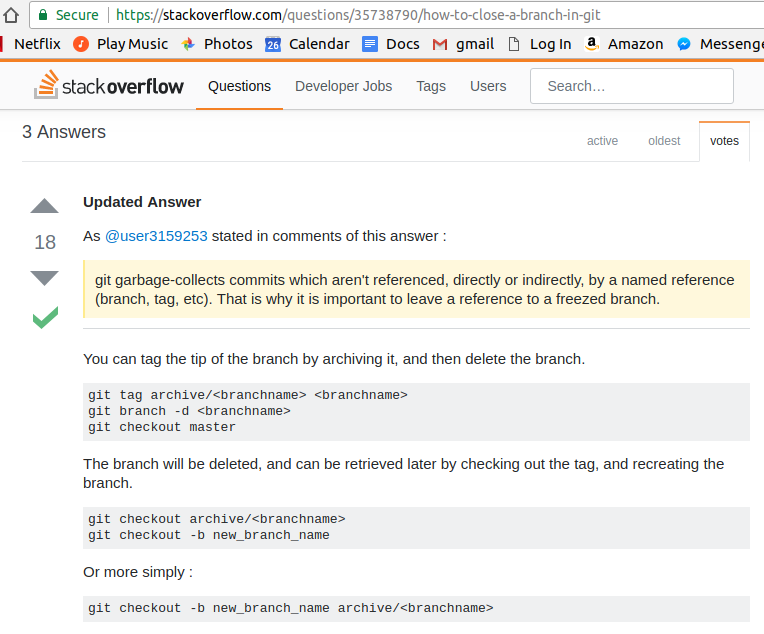 Secure https://stackoverflow.com/questions/35738790/how-to-close-a-branch-in-git
Netflix Play Music Photos 26 Calendar Docs gmail Log In a Amazon Messenge
stackoverflow Questions Developer Jobs Tags Users Search…
3 Answers
active oldest votes
Updated Answer
As @user3159253 stated in comments of this answer :
18
git garbage-collects commits which aren't referenced, directly or indirectly, by a named reference
(branch, tag, etc). That is why it is important to leave a reference to a freezed branch.
You can tag the tip of the branch by archiving it, and then delete the branch.
git tag archive/<branchname> <branchname>
git branch -d <branchname>
git checkout master
The branch will be deleted, and can be retrieved later by checking out the tag, and recreating the
branch.
git checkout archive/<branchname>
git checkout -b new_branch_name
Or more simply :
git checkout -b new_branch_name archive/<branchname>